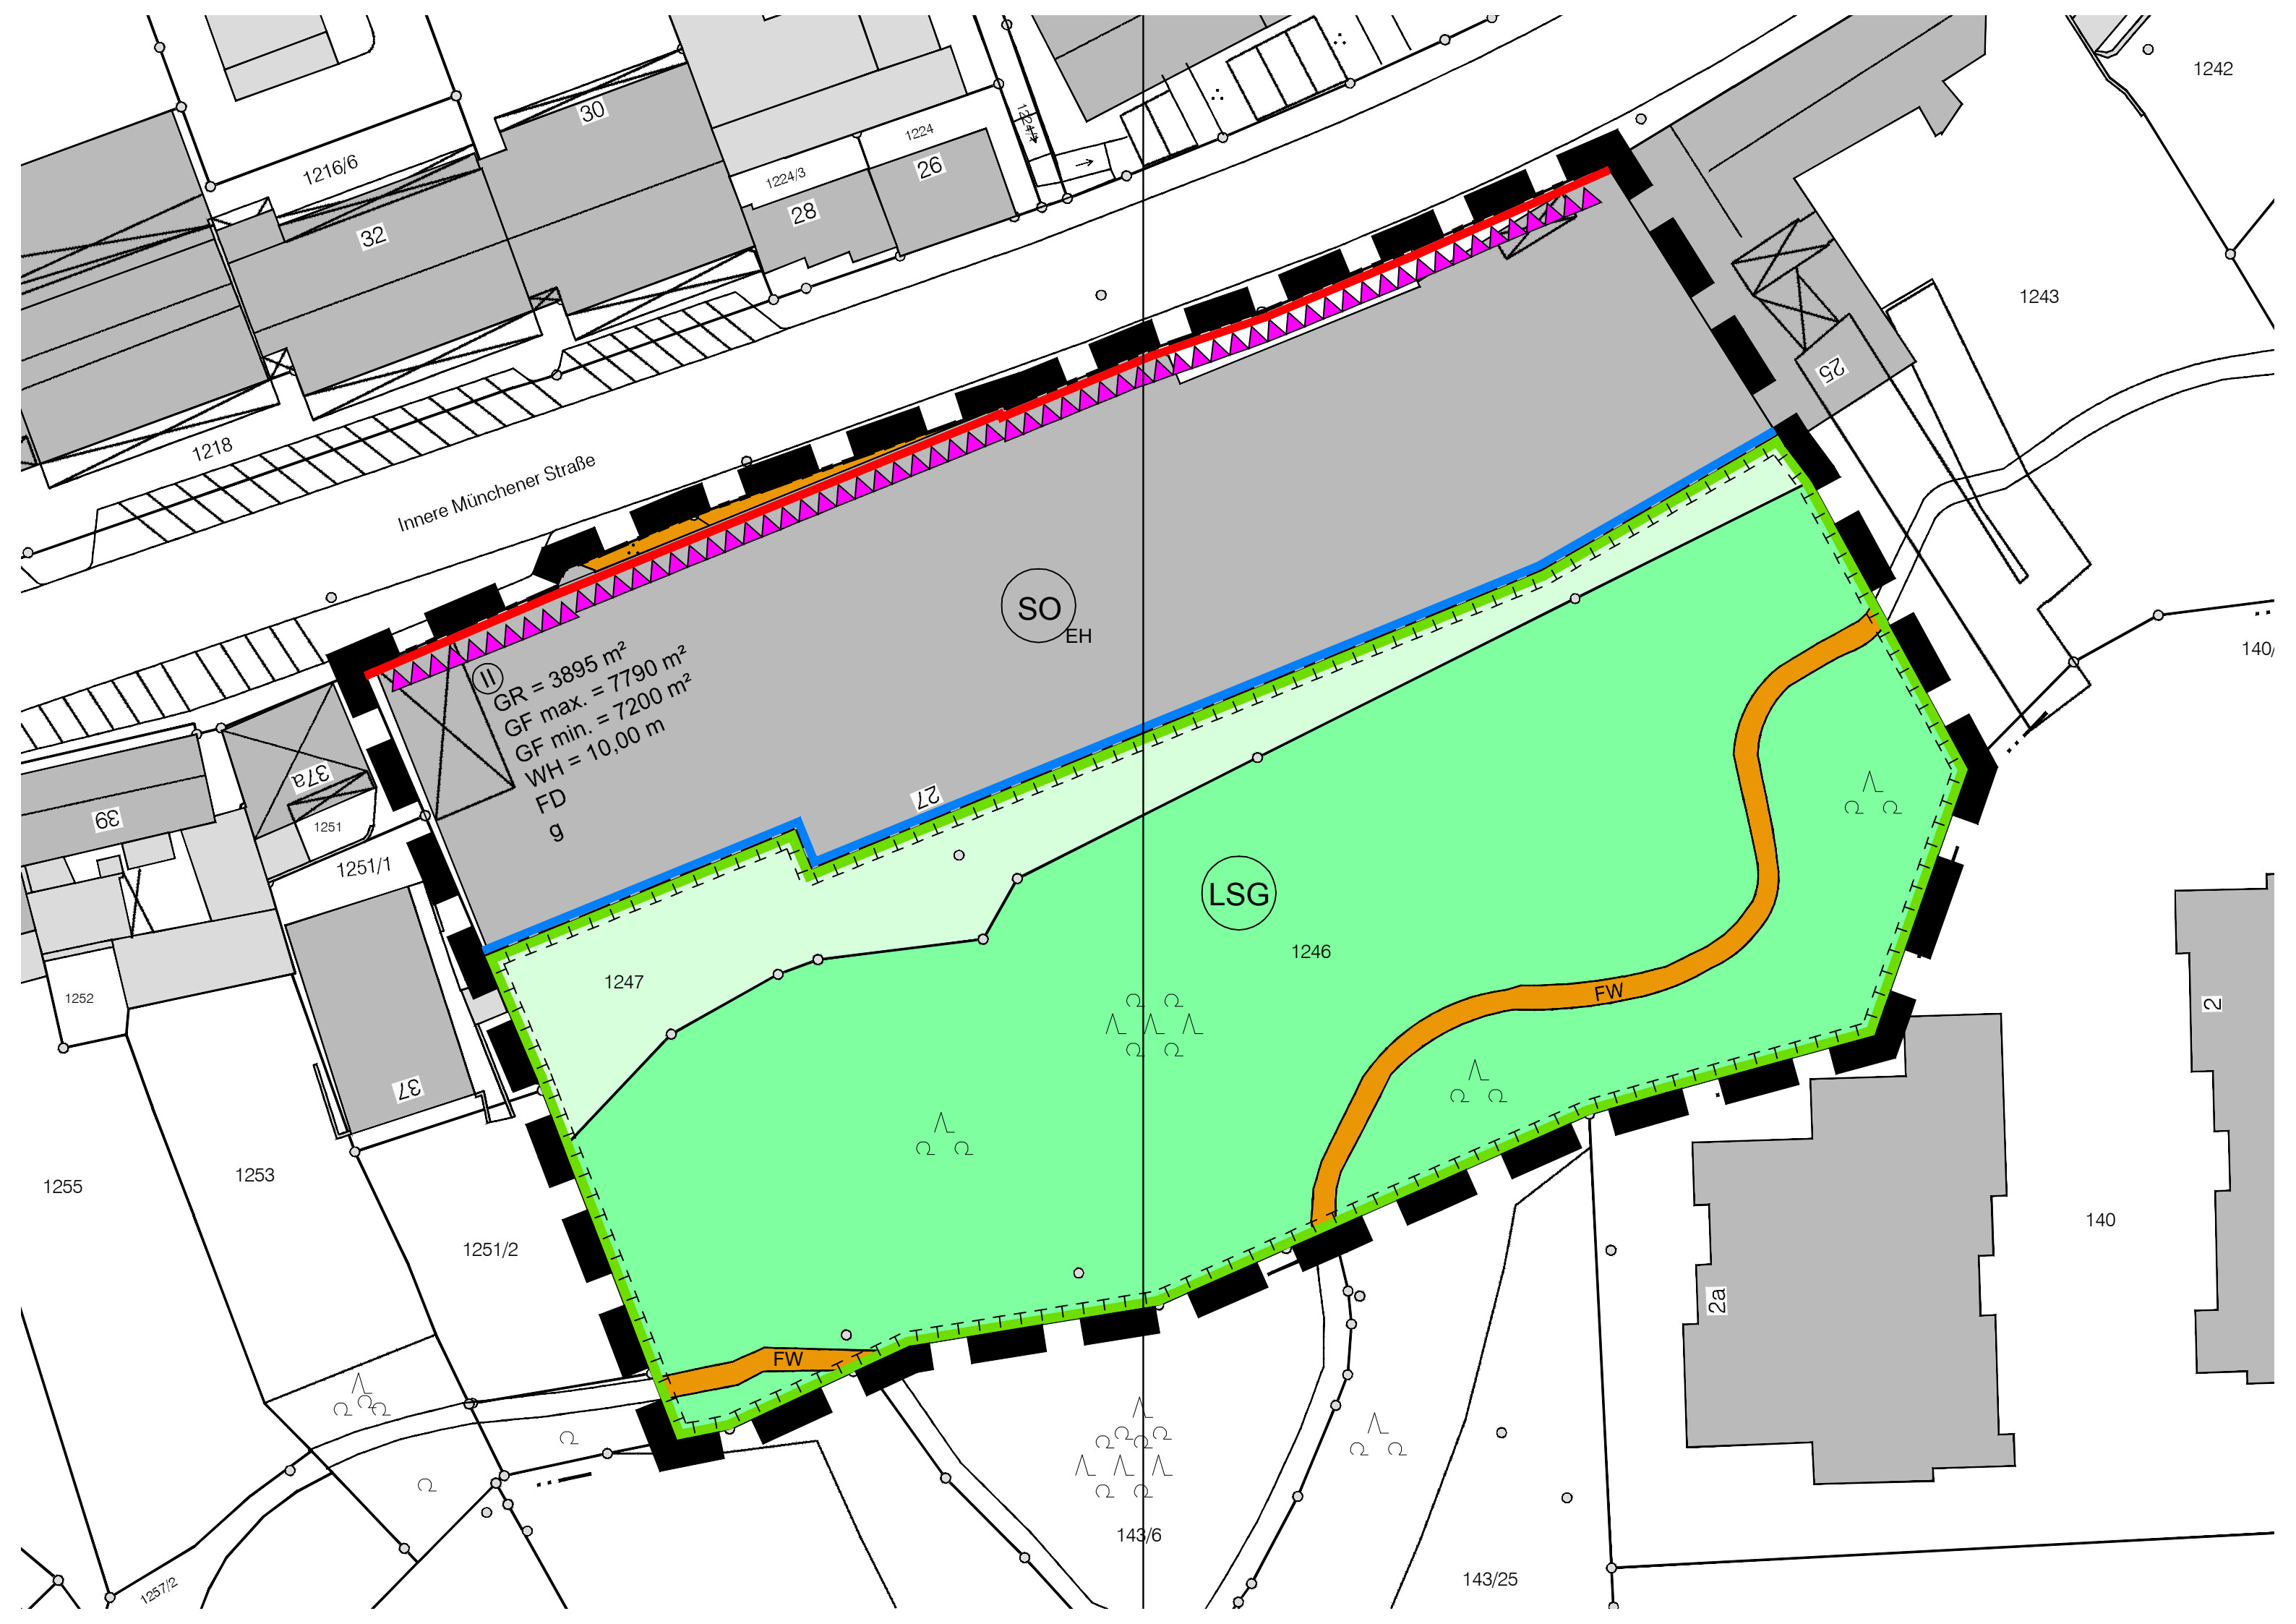 1242
30
1216/6
1224/1
1224
26
1224/3
28
32
1243
25
1218
Innere Münchener Straße
SO
EH
II
GR = 3895 m²
GF max. = 7790 m²
GF min. = 7200 m²
WH = 10,00 m
FD
g
140/
37a
39
1251
27
1251/1
LSG
1246
1247
FW
1252
2
37
1255
1253
1251/2
140
2a
FW
143/6
143/25
1257/2